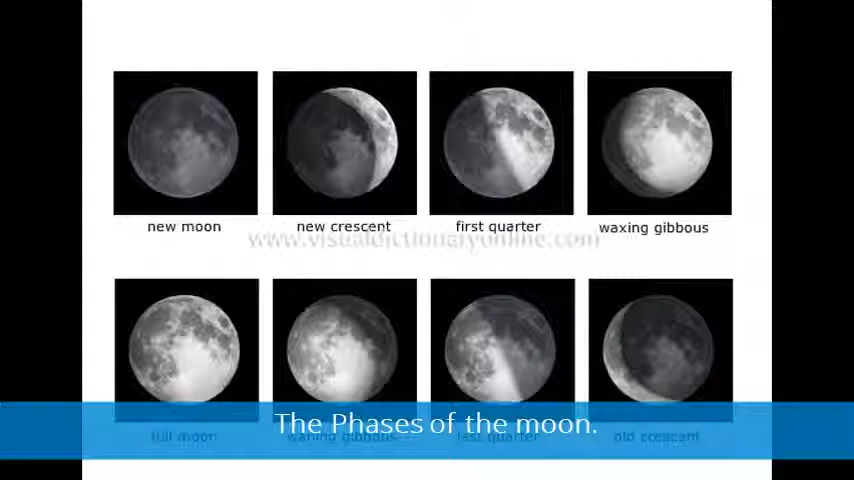 new moon new crescent first quarter waxing gibbous
www.visualdictionaryonline.com
The Phases of the moon.
full moon waning gibbous last quarter old crescent